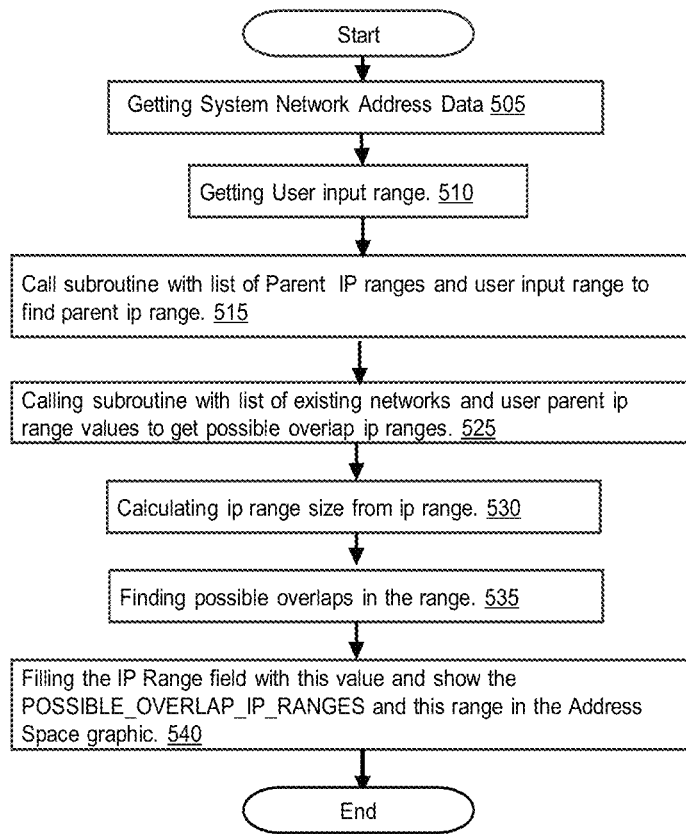 Start
Getting System Network Address Data 505
Getting User input range. 510
Call subroutine with list of Parent IP ranges and user input range to
find parent ip range. 515
Calling subroutine with list of existing networks and user parent ip
range values to get possible overlap ip ranges. 525
Calculating ip range size from ip range. 530
Finding possible overlaps in the range. 535
Filling the IP Range field with this value and show the
POSSIBLE_OVERLAP_IP_RANGES and this range in the Address
Space graphic. 540
End